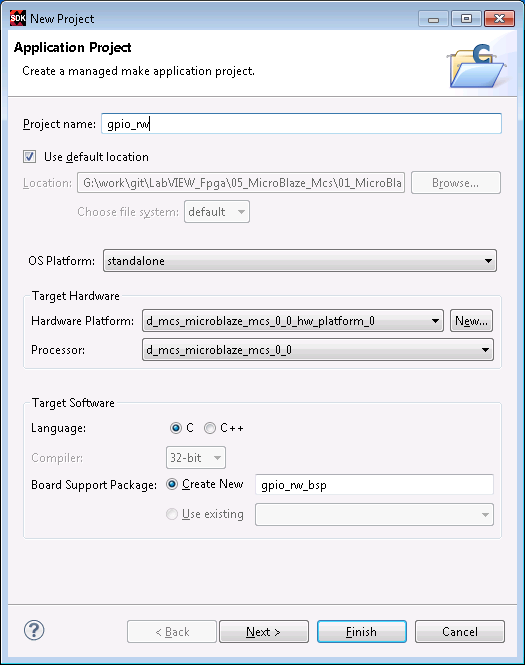 SDK New Project
Application Project
Create a managed make application project.
C
Project name: gpio_rw
Use default location
Location: G:\work\git\LabVIEW_Fpga\05_MicroBlaze_Mcs\01_MicroBla Browse...
Choose file system: default
OS Platform: standalone
Target Hardware
Hardware Platform: d_mcs_microblaze_mcs_0_0_hw_platform_0 New...
Processor: d_mcs_microblaze_mcs_0_0
Target Software
Language: C C++
Compiler: 32-bit
Board Support Package: Create New gpio_rw_bsp
Use existing
? < Back Next > Finish Cancel